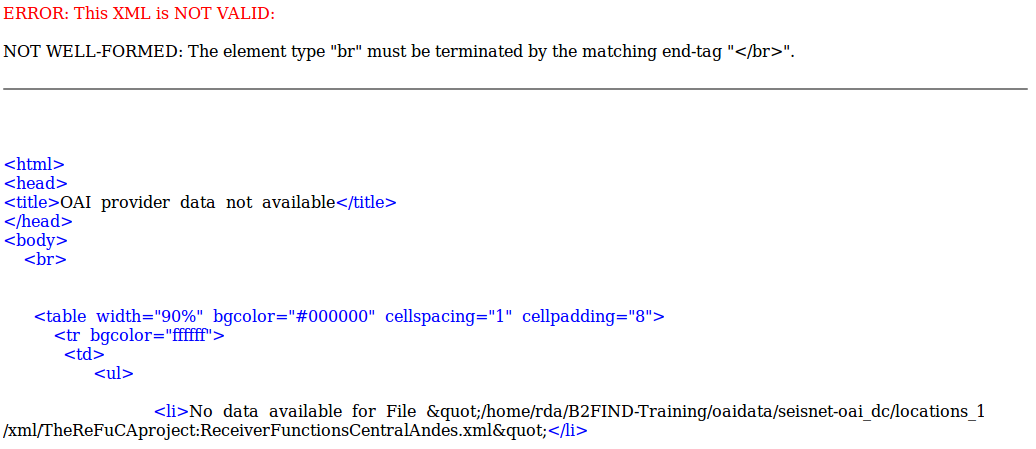 ERROR: This XML is NOT VALID:
NOT WELL-FORMED: The element type "br" must be terminated by the matching end-tag "</br>".
<html>
<head>
<title>OAI provider data not available</title>
</head>
<body>
<br>
<table width="90%" bgcolor="#000000" cellspacing="1" cellpadding="8">
<tr bgcolor="ffffff">
<td>
<ul>
<li>No data available for File &quot;/home/rda/B2FIND-Training/oaidata/seisnet-oai_dc/locations_1
/xml/TheReFuCAproject:ReceiverFunctionsCentralAndes.xml&quot;</li>